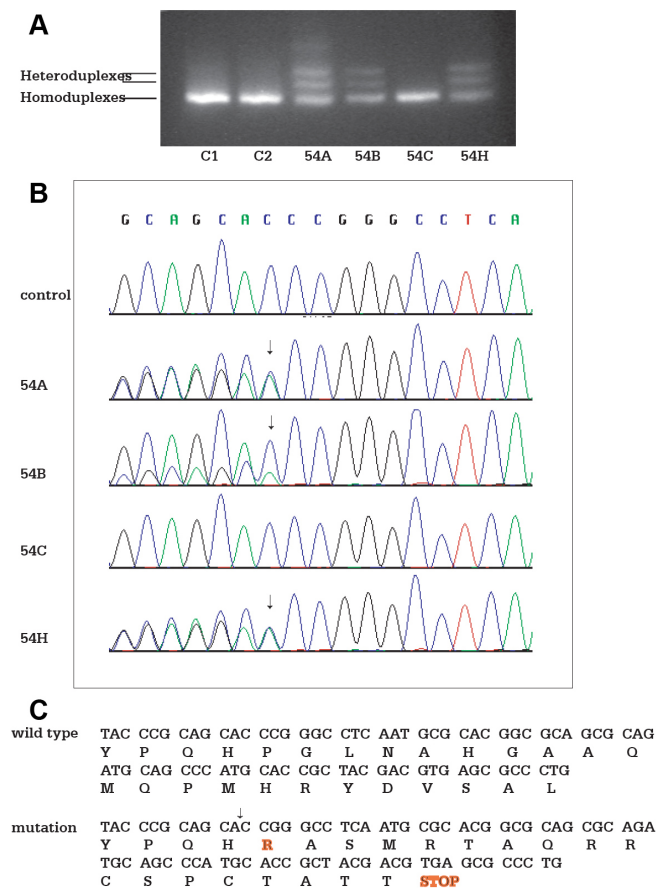 A
Heteroduplexes
Homoduplexes
C1 C2 54A 54B 54C 54H
B
G C A G C A C C C G G G C C T C A
control
54A
54B
54C
54H
C
wild type TAC CCG CAG CAC CCG GGC CTC AAT GCG CAC GGC GCA GCG CAG
Y P Q H P G L N A H G A A Q
ATG CAG CCC ATG CAC CGC TAC GAC GTG AGC GCC CTG
M Q P M H R Y D V S A L
mutation TAC CCG CAG CAC CGG GCC TCA ATG CGC ACG GCG CAG CGC AGA
Y P Q H R A S M R T A Q R R
TGC AGC CCA TGC ACC GCT ACG ACG TGA GCG CCC TG
C S P C T A T T STOP